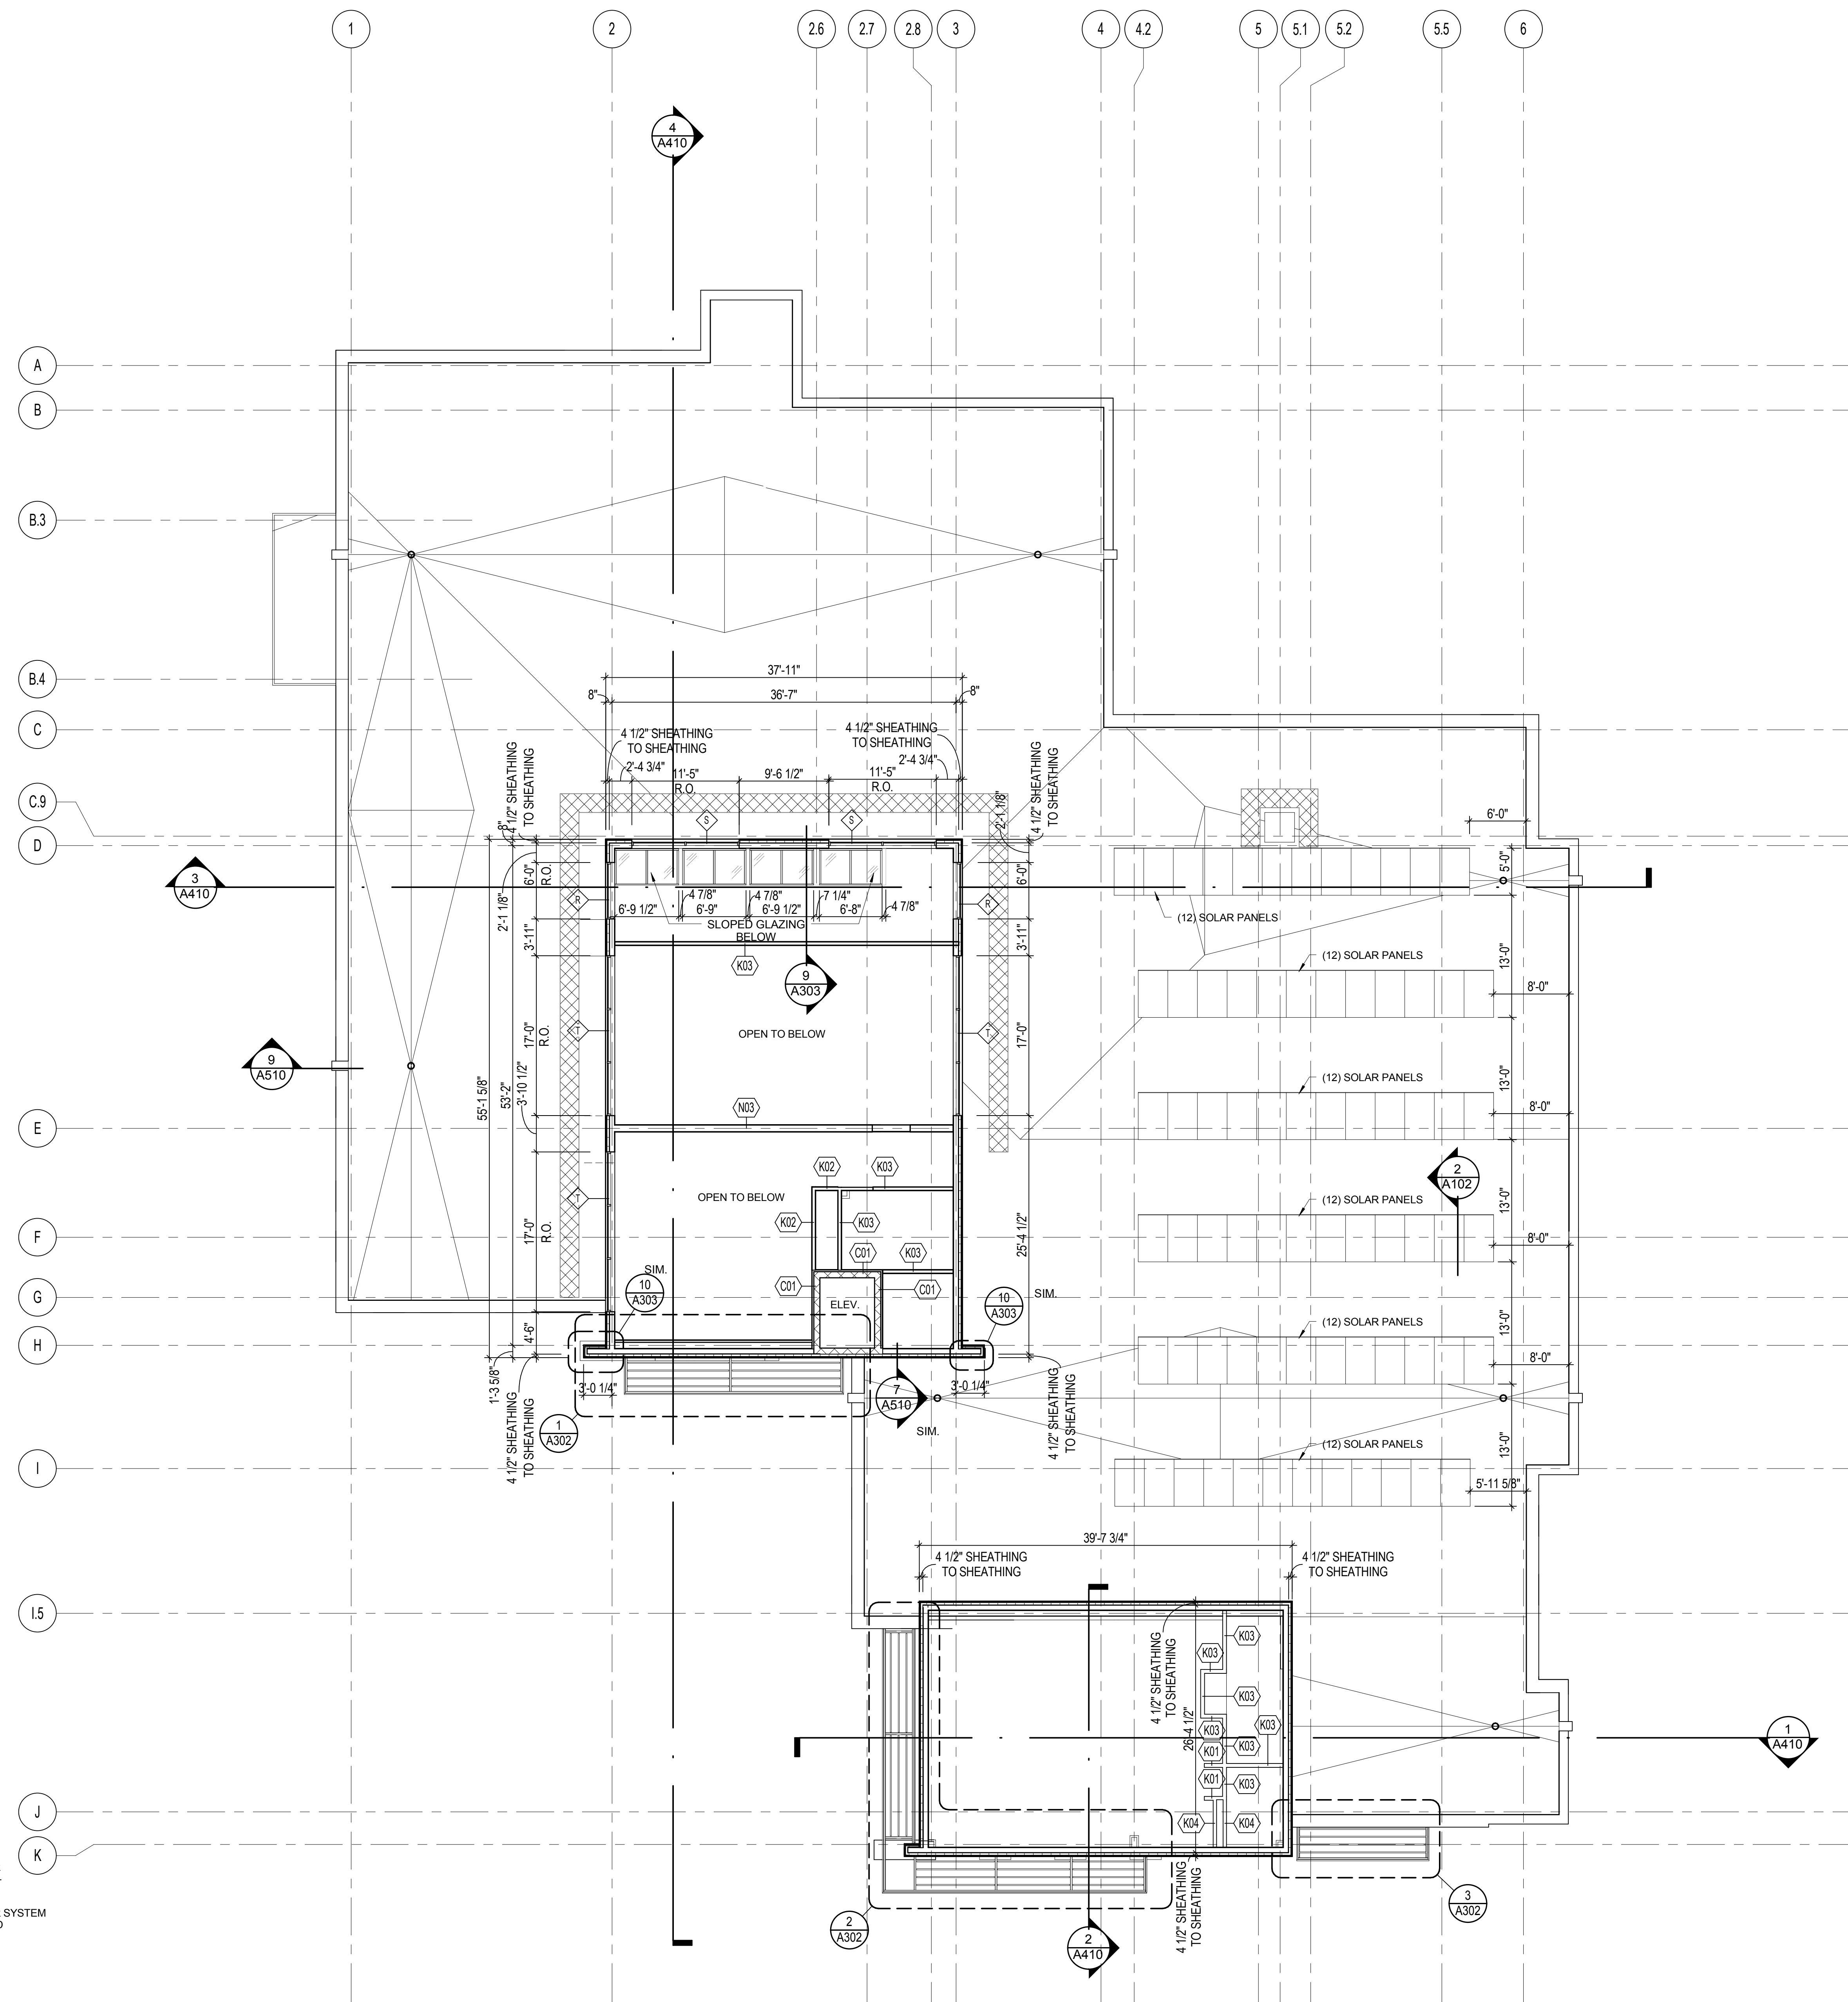 1
2
2.6
2.7
2.8
3
4
4.2
5
5.1
5.2
5.5
6
4
A410
A
B
B.3
B.4
C
C.9
D
E
F
G
H
I
I.5
J
K
37'-11"
8"
36'-7"
8"
4 1/2" SHEATHING
TO SHEATHING
4 1/2" SHEATHING
TO SHEATHING
2'-4 3/4"
11'-5"
R.O.
9'-6 1/2"
11'-5"
R.O.
2'-4 3/4"
4 1/2" SHEATHING
TO SHEATHING
8"
2'-1 1/8"
4 1/2" SHEATHING
TO SHEATHING
S
S
6'-0"
5'-0"
3
A410
6'-0"
R.O.
R
2'-1 1/8"
3'-11"
6'-9 1/2"
4 7/8"
6'-9"
4 7/8"
6'-9 1/2"
7 1/4"
6'-8"
4 7/8"
SLOPED GLAZING
BELOW
K03
9
A303
6'-0"
R
3'-11"
(12) SOLAR PANELS
(12) SOLAR PANELS
13'-0"
8'-0"
OPEN TO BELOW
T
T
17'-0"
R.O.
17'-0"
9
A510
55'-1 5/8"
53'-2"
3'-10 1/2"
N03
(12) SOLAR PANELS
13'-0"
8'-0"
2
A102
K02
K03
OPEN TO BELOW
T
K02
K03
17'-0"
R.O.
C01
K03
C01
C01
ELEV.
25'-4 1/2"
(12) SOLAR PANELS
13'-0"
8'-0"
SIM.
10
A303
10
A303
SIM.
4'-6"
1'-3 5/8"
3'-0 1/4"
3'-0 1/4"
7
A510
SIM.
1
A302
4 1/2" SHEATHING
TO SHEATHING
4 1/2" SHEATHING
TO SHEATHING
(12) SOLAR PANELS
13'-0"
8'-0"
(12) SOLAR PANELS
13'-0"
5'-11 5/8"
39'-7 3/4"
4 1/2" SHEATHING
TO SHEATHING
4 1/2" SHEATHING
TO SHEATHING
4 1/2" SHEATHING
TO SHEATHING
26'-4 1/2"
K03
K03
K03
K03
K03
K03
K01
K01
K03
K04
K04
1
A410
4 1/2" SHEATHING
TO SHEATHING
2
A302
2
A410
3
A302
SYSTEM